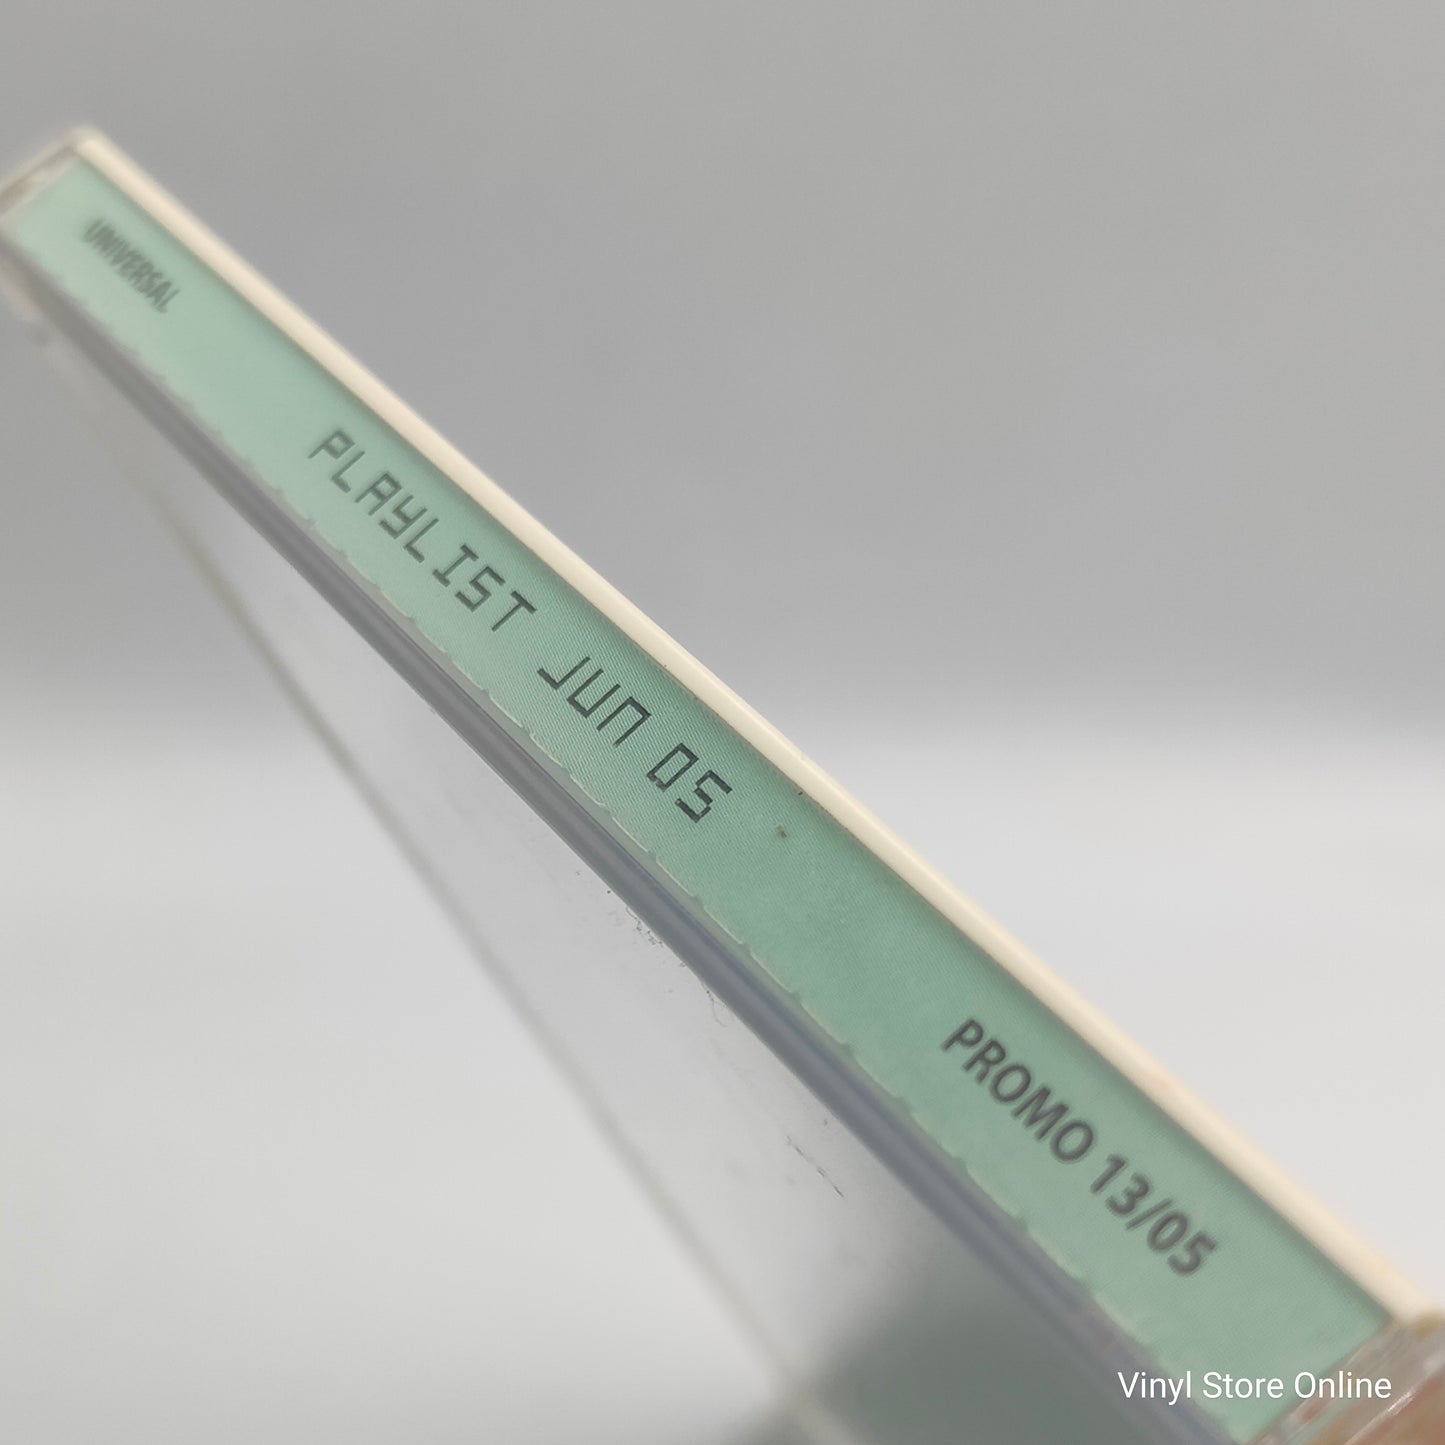 UNIVERSAL
PLAYLIST JUN 05
PROMO 13/05
Vinyl Store Online